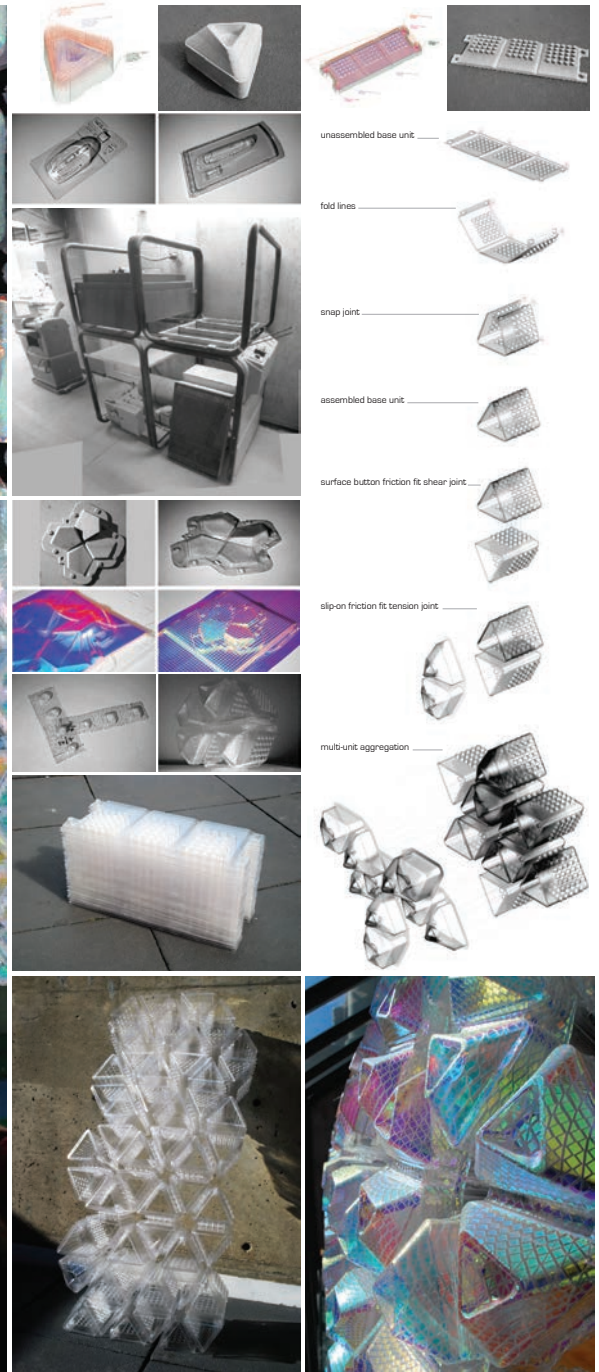 unassembled base unit
fold lines
snap joint
assembled base unit
surface button friction fit shear joint
slip-on friction fit tension joint
multi-unit aggregation